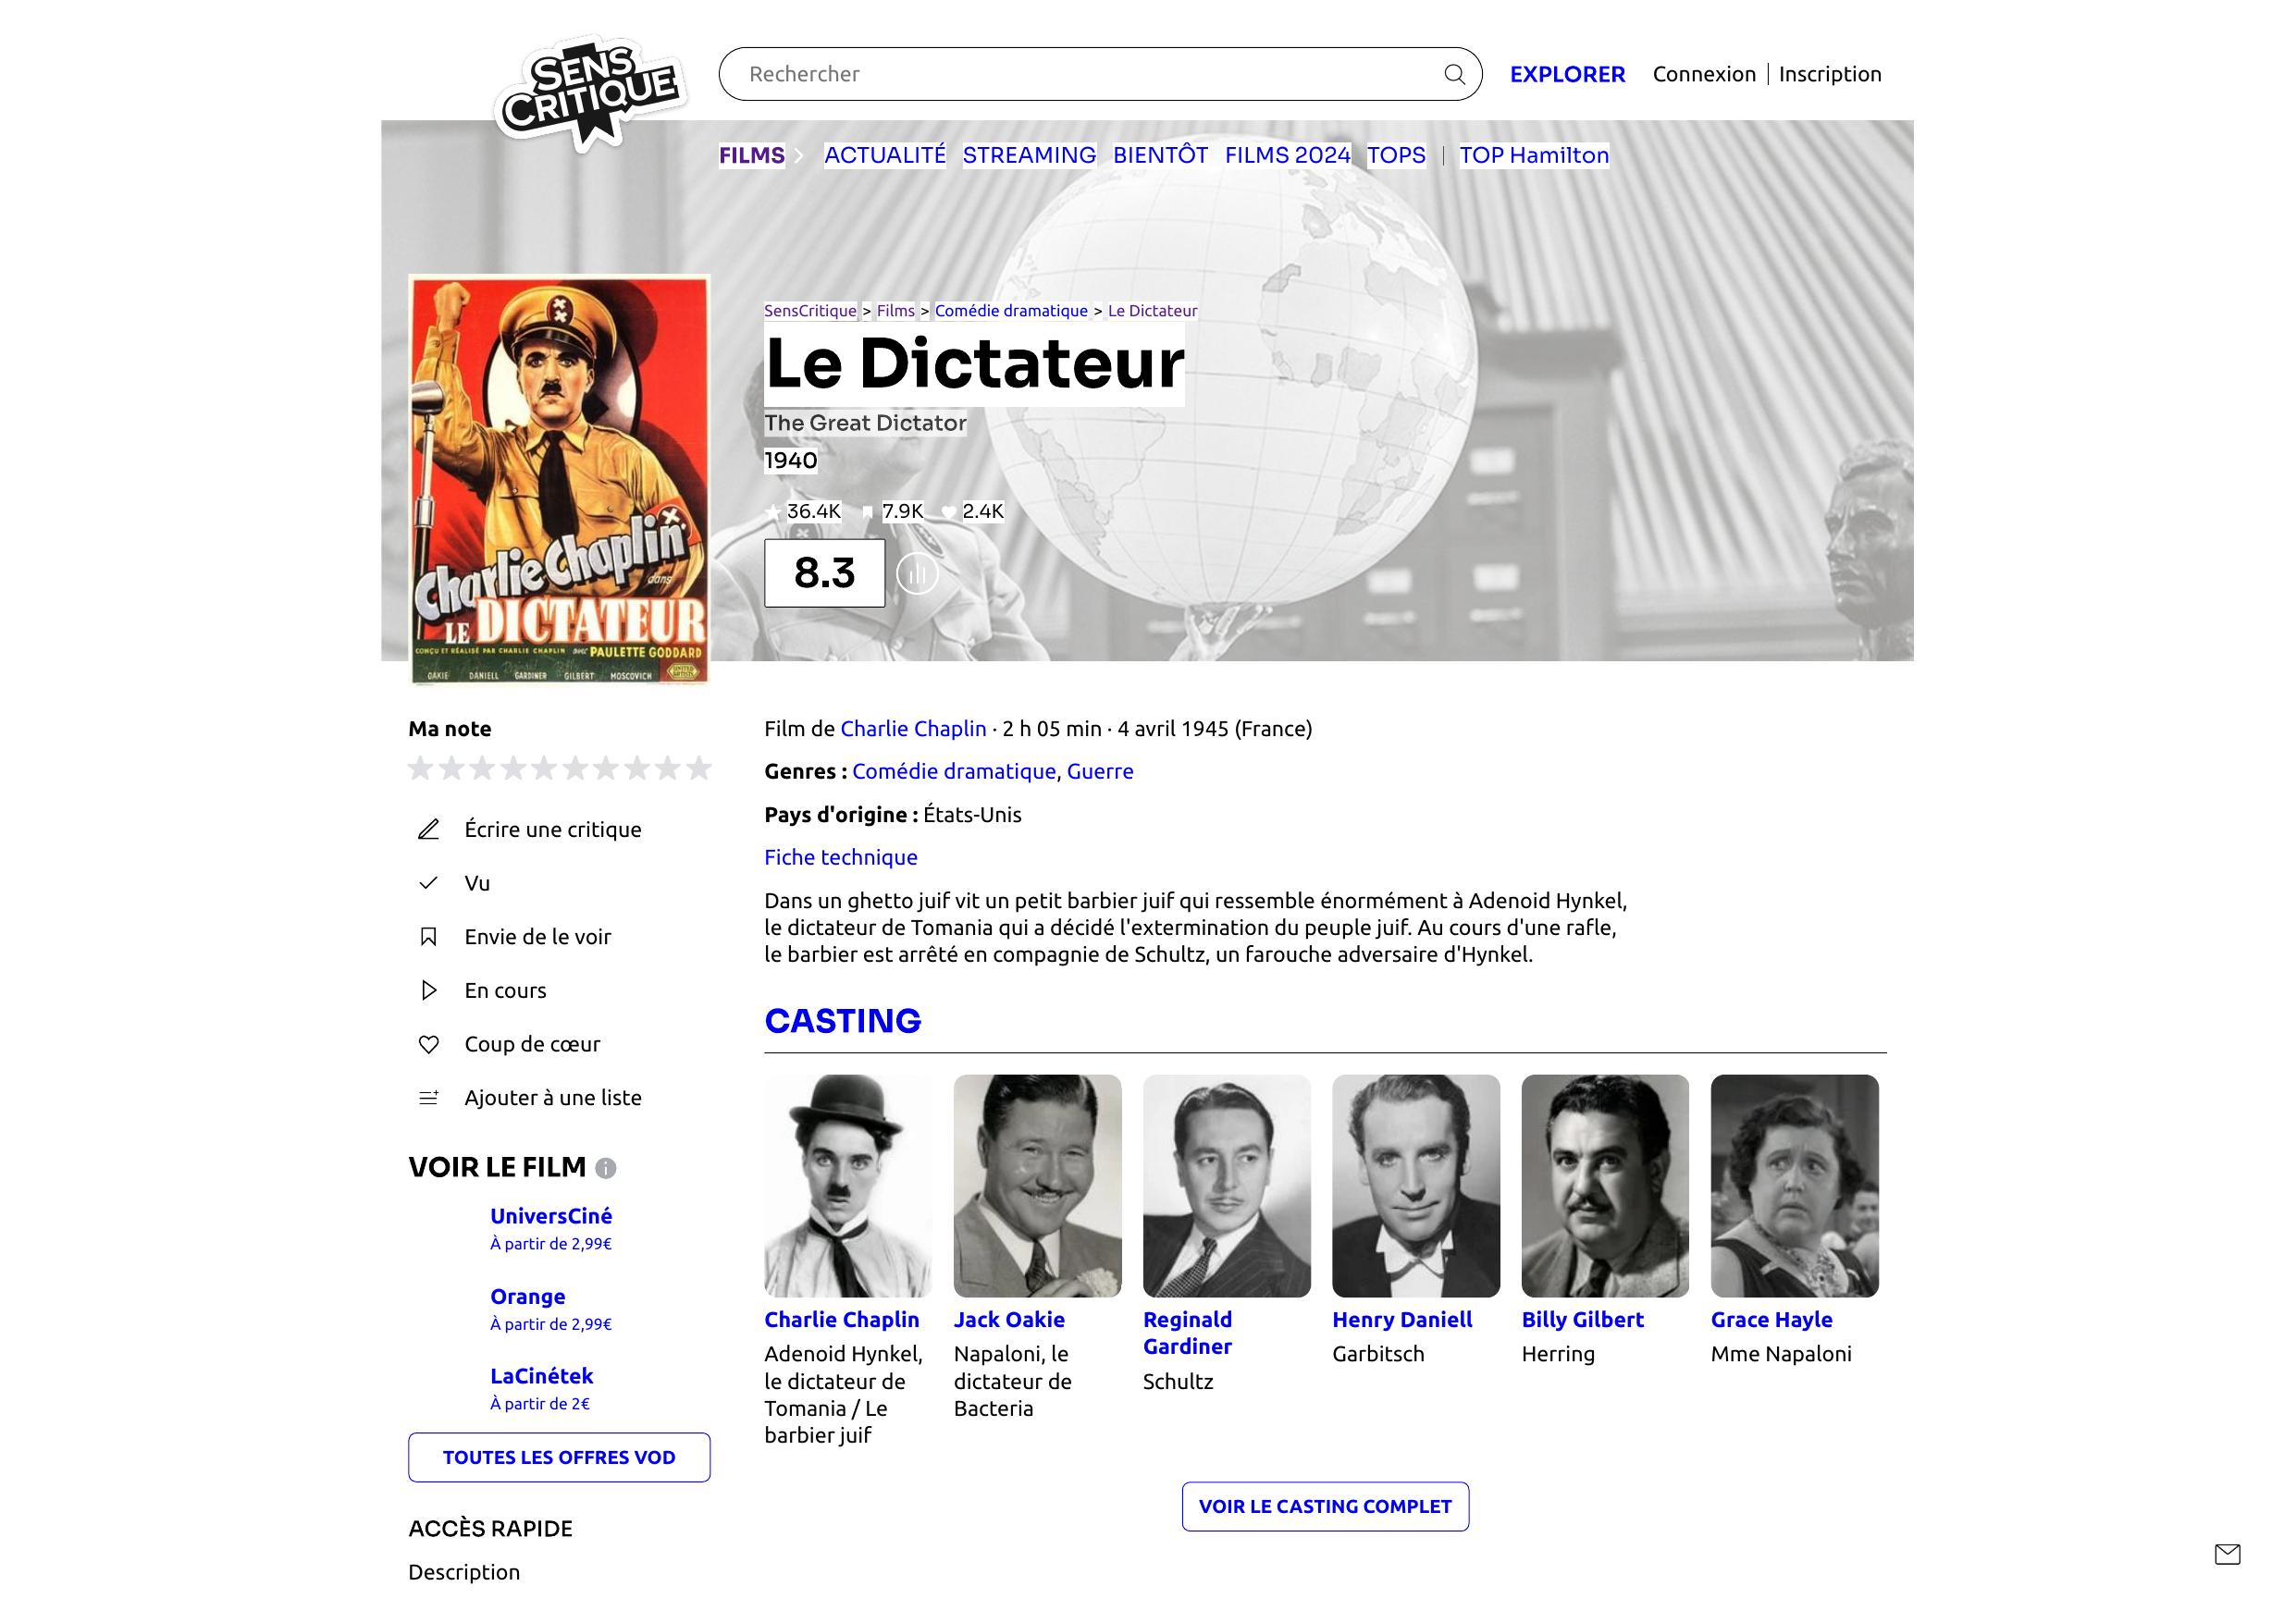 SENS
CRITIQUE
Rechercher
EXPLORER
Connexion | Inscription
FILMS
ACTUALITÉ
STREAMING
BIENTÔT
FILMS 2024
TOPS | TOP Hamilton
SensCritique > Films > Comédie dramatique > Le Dictateur
Le Dictateur
The Great Dictator
1940
36.4K
7.9K
2.4K
8.3
Charlie Chaplin
dans
LE DICTATEUR
CONÇU ET RÉALISÉ PAR CHARLIE CHAPLIN avec PAULETTE GODDARD
OAKIE DANIELL GARDINER GILBERT MOSCOVICH
Ma note
Écrire une critique
Vu
Envie de le voir
En cours
Coup de cœur
Ajouter à une liste
VOIR LE FILM
UniversCiné
À partir de 2,99€
Orange
À partir de 2,99€
LaCinétek
À partir de 2€
TOUTES LES OFFRES VOD
ACCÈS RAPIDE
Description
Film de Charlie Chaplin · 2 h 05 min · 4 avril 1945 (France)
Genres : Comédie dramatique, Guerre
Pays d'origine : États-Unis
Fiche technique
Dans un ghetto juif vit un petit barbier juif qui ressemble énormément à Adenoid Hynkel,
le dictateur de Tomania qui a décidé l'extermination du peuple juif. Au cours d'une rafle,
le barbier est arrêté en compagnie de Schultz, un farouche adversaire d'Hynkel.
CASTING
Charlie Chaplin
Adenoid Hynkel,
le dictateur de
Tomania / Le
barbier juif
Jack Oakie
Napaloni, le
dictateur de
Bacteria
Reginald
Gardiner
Schultz
Henry Daniell
Garbitsch
Billy Gilbert
Herring
Grace Hayle
Mme Napaloni
VOIR LE CASTING COMPLET